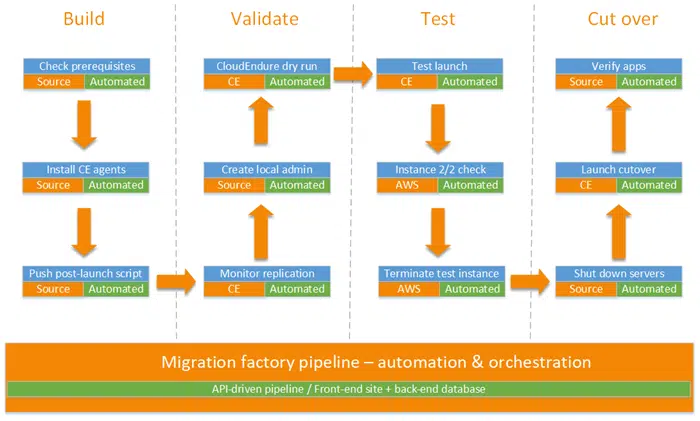 Build
Validate
Test
Cut over
Check prerequisites
Source Automated
CloudEndure dry run
CE Automated
Test launch
CE Automated
Verify apps
Source Automated
Install CE agents
Source Automated
Create local admin
Source Automated
Instance 2/2 check
AWS Automated
Launch cutover
CE Automated
Push post-launch script
Source Automated
Monitor replication
CE Automated
Terminate test instance
AWS Automated
Shut down servers
Source Automated
Migration factory pipeline – automation & orchestration
API-driven pipeline / Front-end site + back-end database